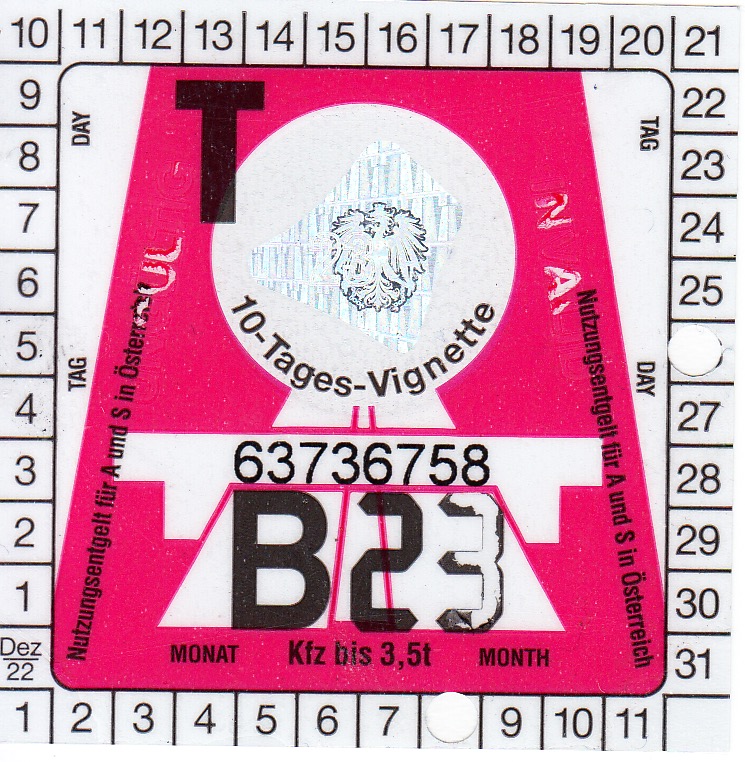 10 11 12 13 14 15 16 17 18 19 20 21
9 22
8 23
7 24
6 25
5
4 27
3 28
2 29
1 30
Dez
22
31
1 2 3 4 5 6 7 9 10 11
DAY
TAG
TAG
DAY
T
10-Tages-Vignette
63736758
B23
MONAT Kfz bis 3,5t MONTH
Nutzungsentgelt für A und S in Österreich
Nutzungsentgelt für A und S in Österreich